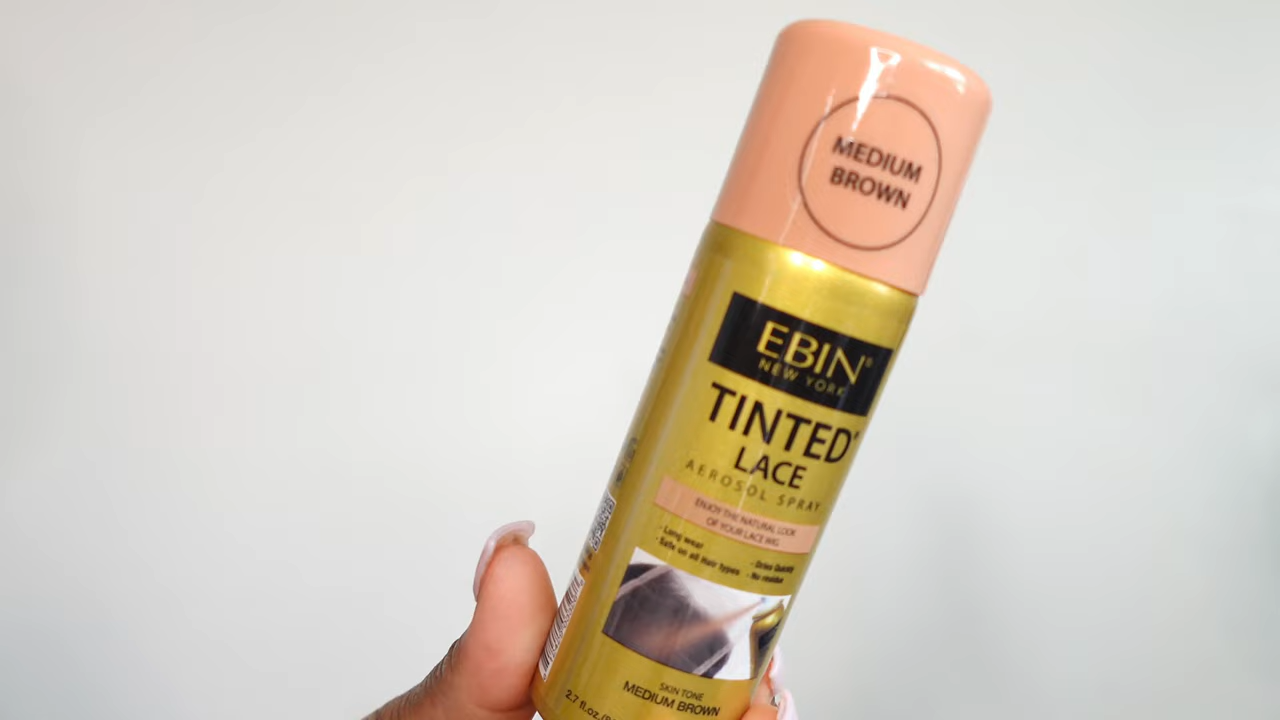 MEDIUM
BROWN
EBIN®
NEW YORK
TINTED®
LACE
AEROSOL SPRAY
ENJOY THE NATURAL LOOK
OF YOUR LACE WIG
· Long wear
· Safe on all Hair types
· Dries Quickly
· No residue
SKIN TONE
MEDIUM BROWN
2.7 fl.oz.